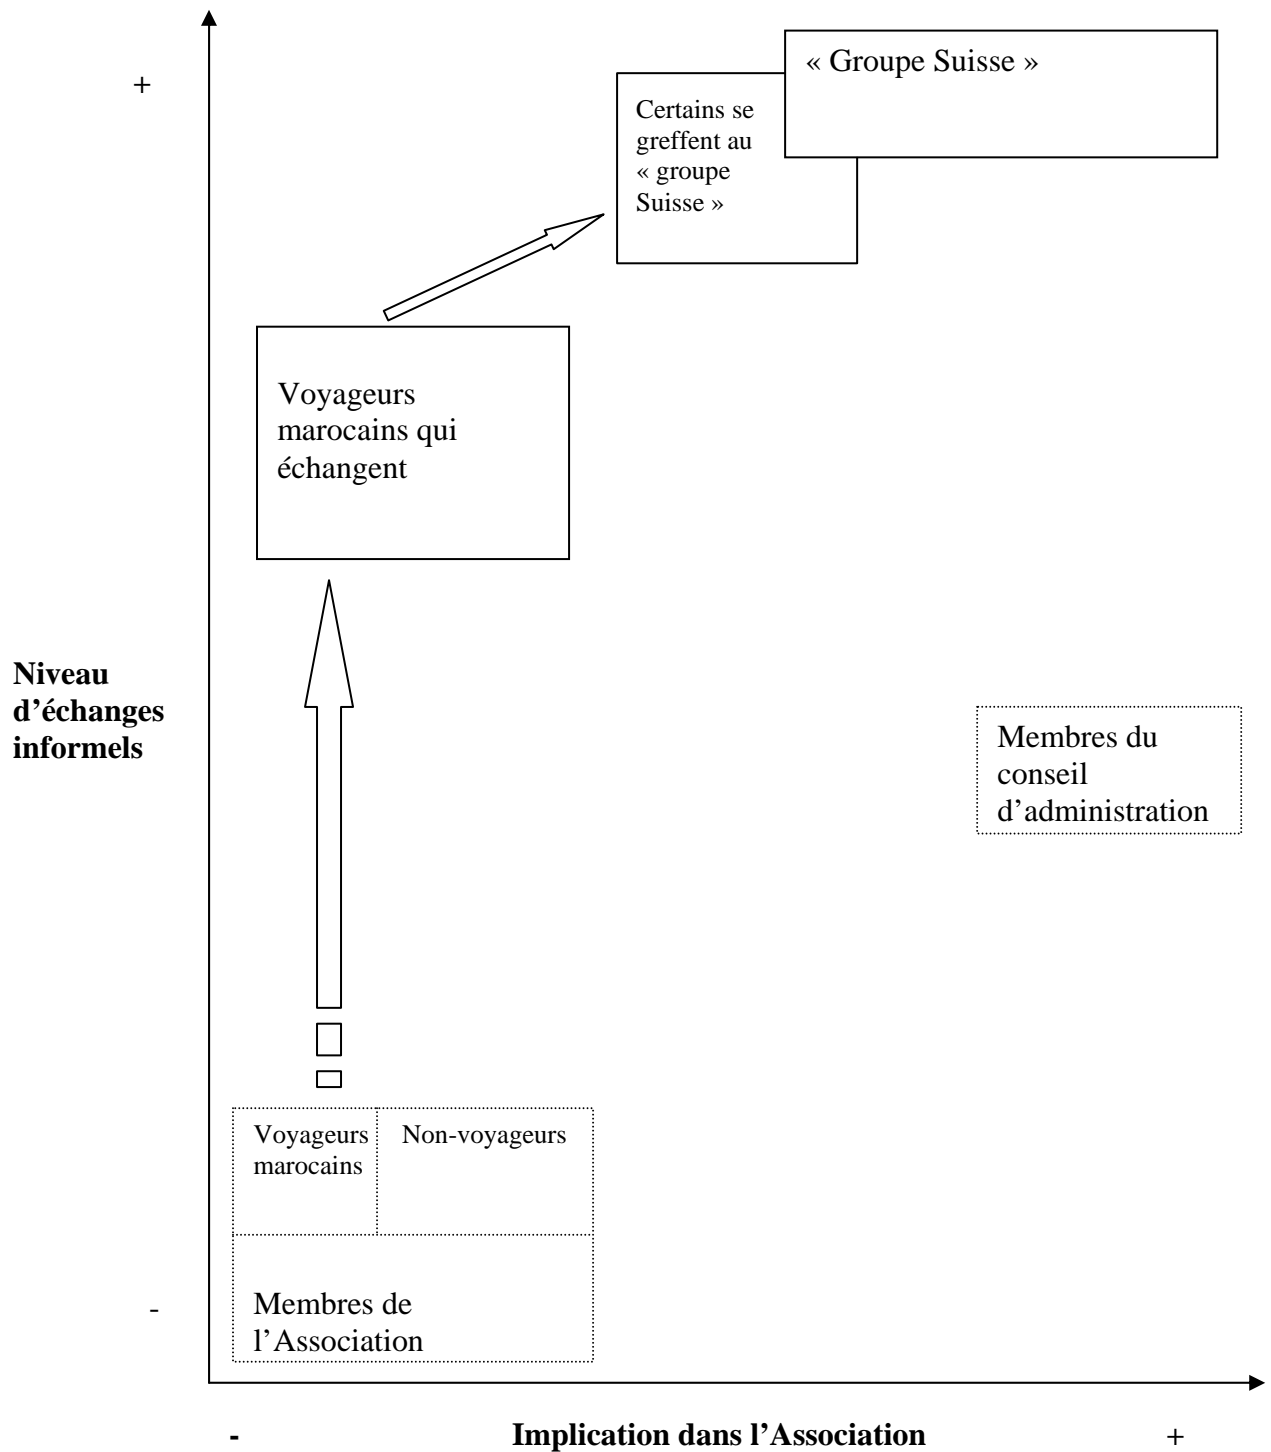 +
« Groupe Suisse »
Certains se
greffent au
« groupe
Suisse »
Voyageurs
marocains qui
échangent
Niveau
d’échanges
informels
Membres du
conseil
d’administration
Voyageurs
marocains
Non-voyageurs
-
Membres de
l’Association
-
Implication dans l’Association
+